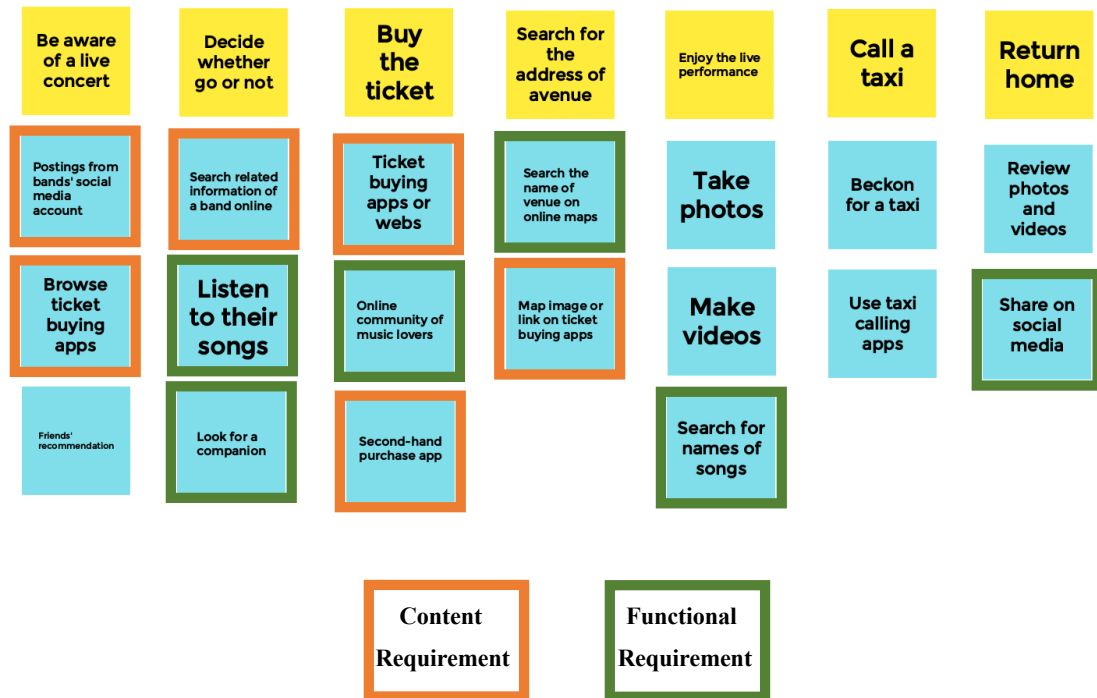 Be aware
of a live
concert
Decide
whether
go or not
Buy
the
ticket
Search for
the
address of
avenue
Enjoy the live
performance
Call a
taxi
Return
home
Postings from
bands' social
media
account
Search related
information of
a band online
Ticket
buying
apps or
webs
Search the
name of
venue on
online maps
Take
photos
Beckon
for a taxi
Review
photos
and
videos
Browse
ticket
buying
apps
Listen
to their
songs
Online
community of
music lovers
Map image or
link on ticket
buying apps
Make
videos
Use taxi
calling
apps
Share on
social
media
Friends'
recommendation
Look for a
companion
Second-hand
purchase app
Search for
names of
songs
Content
Requirement
Functional
Requirement